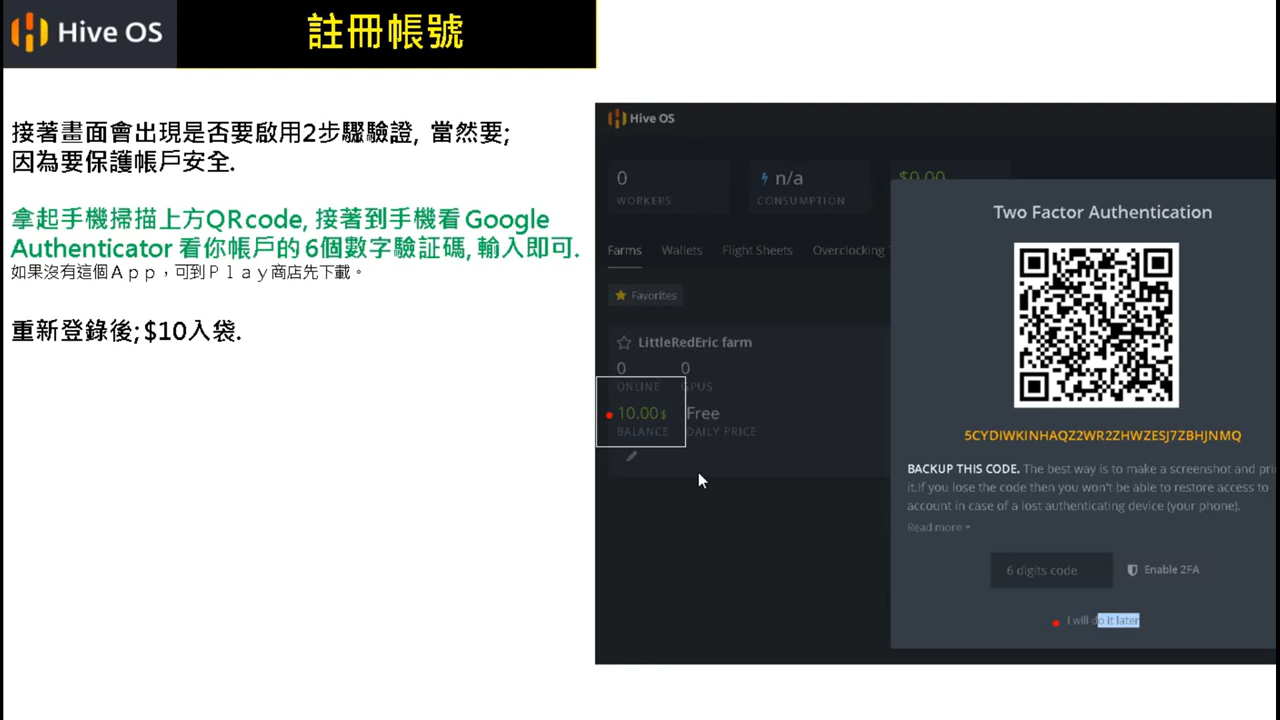 Hive OS
註冊帳號
接著畫面會出現是否要啟用2步驟驗證, 當然要;
因為要保護帳戶安全.
拿起手機掃描上方QRcode, 接著到手機看 Google
Authenticator 看你帳戶的 6個數字驗証碼, 輸入即可.
如果沒有這個App，可到Play商店先下載。
重新登錄後; $10入袋.
Hive OS
0
WORKERS
n/a
CONSUMPTION
$0.00
Farms Wallets Flight Sheets Overclocking
Favorites
LittleRedEric farm
0 0
ONLINE GPUS
10.00$ Free
BALANCE DAILY PRICE
Two Factor Authentication
5CYDIWKINHAQZ2WR2ZHWZESJ7ZBHJNMQ
BACKUP THIS CODE. The best way is to make a screenshot and pri
it.If you lose the code then you won't be able to restore access to
account in case of a lost authenticating device (your phone).
Read more
6 digits code Enable 2FA
I will do it later